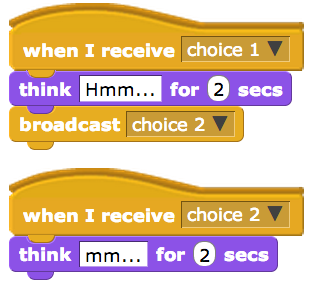 when I receive choice 1
think Hmm... for 2 secs
broadcast choice 2
when I receive choice 2
think mm... for 2 secs